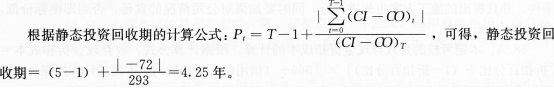 根据静态投资回收期的计算公式：P_t = T-1+ |∑_{t=0}^{T-1}(CI-CO)_t| / (CI-CO)_T ，可得，静态投资回
收期=（5-1）+ |-72| / 293 =4.25 年。